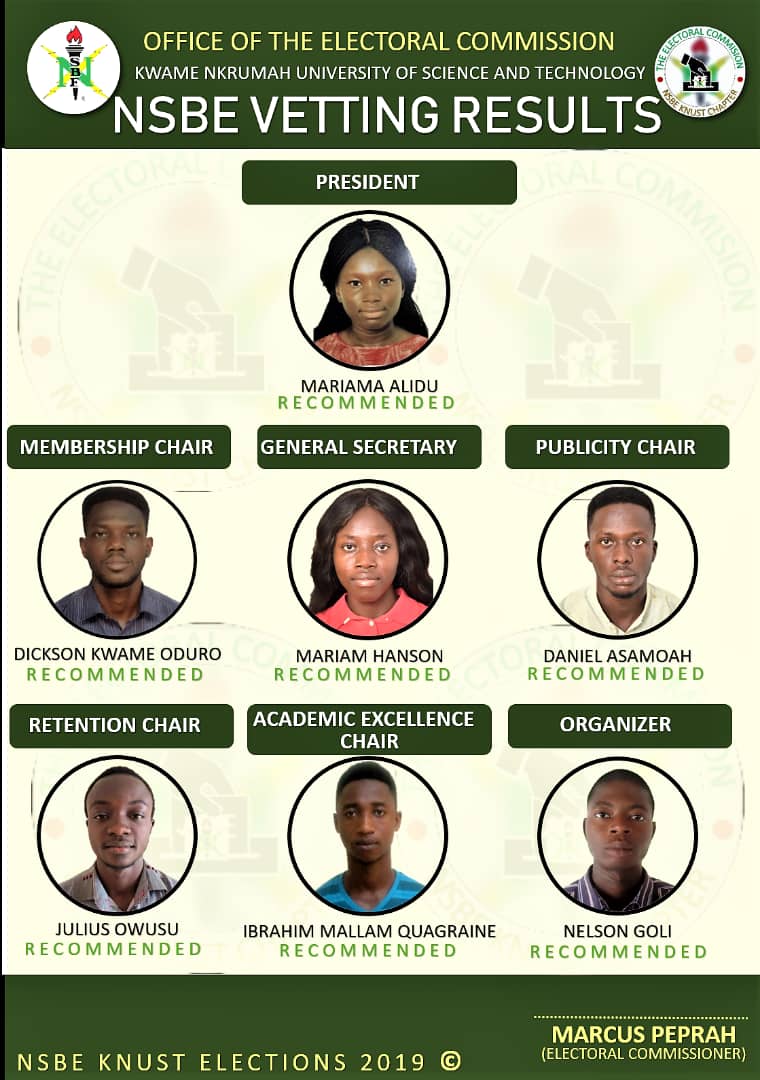 OFFICE OF THE ELECTORAL COMMISSION
KWAME NKRUMAH UNIVERSITY OF SCIENCE AND TECHNOLOGY
NSBE VETTING RESULTS
NSBE
THE ELECTORAL COMMISION
NSBE KNUST CHAPTER
PRESIDENT
MARIAMA ALIDU
RECOMMENDED
MEMBERSHIP CHAIR
GENERAL SECRETARY
PUBLICITY CHAIR
DICKSON KWAME ODURO
RECOMMENDED
MARIAM HANSON
RECOMMENDED
DANIEL ASAMOAH
RECOMMENDED
RETENTION CHAIR
ACADEMIC EXCELLENCE
CHAIR
ORGANIZER
JULIUS OWUSU
RECOMMENDED
IBRAHIM MALLAM QUAGRAINE
RECOMMENDED
NELSON GOLI
RECOMMENDED
MARCUS PEPRAH
(ELECTORAL COMMISSIONER)
NSBE KNUST ELECTIONS 2019 ©